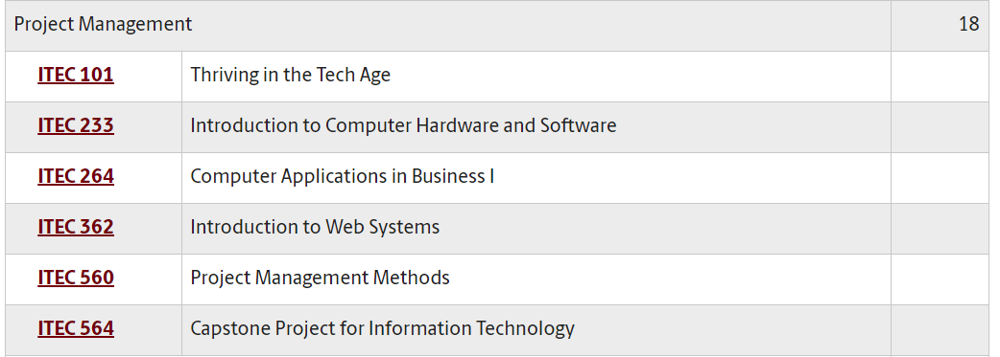 Project Management 18
ITEC 101 Thriving in the Tech Age
ITEC 233 Introduction to Computer Hardware and Software
ITEC 264 Computer Applications in Business I
ITEC 362 Introduction to Web Systems
ITEC 560 Project Management Methods
ITEC 564 Capstone Project for Information Technology